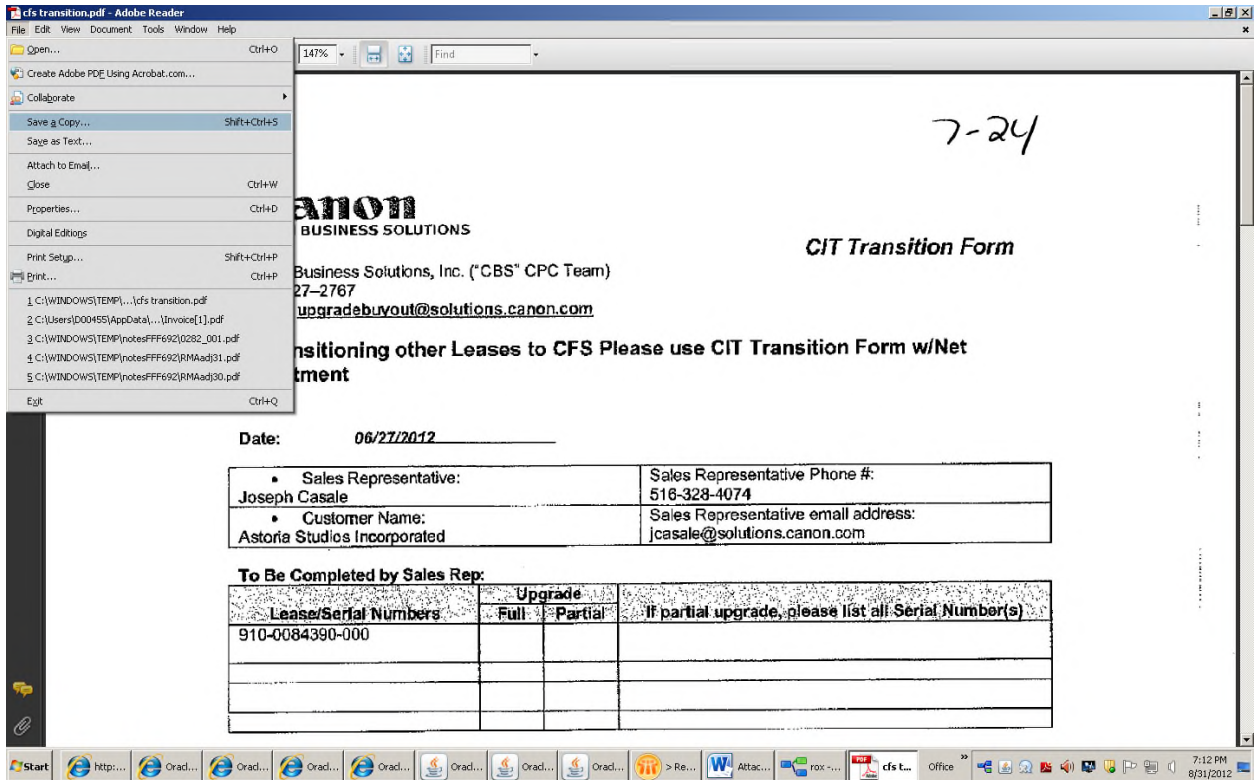 cfs transition.pdf - Adobe Reader
File Edit View Document Tools Window Help
Open... Ctrl+O
Create Adobe PDF Using Acrobat.com...
Collaborate
Save a Copy... Shift+Ctrl+S
Save as Text...
Attach to Email...
Close Ctrl+W
Properties... Ctrl+D
Digital Editions
Print Setup... Shift+Ctrl+P
Print... Ctrl+P
1 C:\WINDOWS\TEMP\...\cfs transition.pdf
2 C:\Users\D00455\AppData\...\Invoice[1].pdf
3 C:\WINDOWS\TEMP\notesFFF692\0282_001.pdf
4 C:\WINDOWS\TEMP\notesFFF692\RMAadj31.pdf
5 C:\WINDOWS\TEMP\notesFFF692\RMAadj30.pdf
Exit Ctrl+Q
147% Find
7-24
anon
BUSINESS SOLUTIONS
CIT Transition Form
Business Solutions, Inc. ("CBS" CPC Team)
27–2767
upgradebuyout@solutions.canon.com
nsitioning other Leases to CFS Please use CIT Transition Form w/Net
tment
Date: 06/27/2012
• Sales Representative:
Joseph Casale
Sales Representative Phone #:
516-328-4074
• Customer Name:
Astoria Studios Incorporated
Sales Representative email address:
jcasale@solutions.canon.com
To Be Completed by Sales Rep:
Lease/Serial Numbers
Upgrade
Full Partial
If partial upgrade, please list all Serial Number(s)
910-0084390-000
Start http:... Orad... Orad... Orad... Orad... Orad... Orad... Orad... > Re... Attac... rox -... cfs t... Office » 7:12 PM
8/31/2012